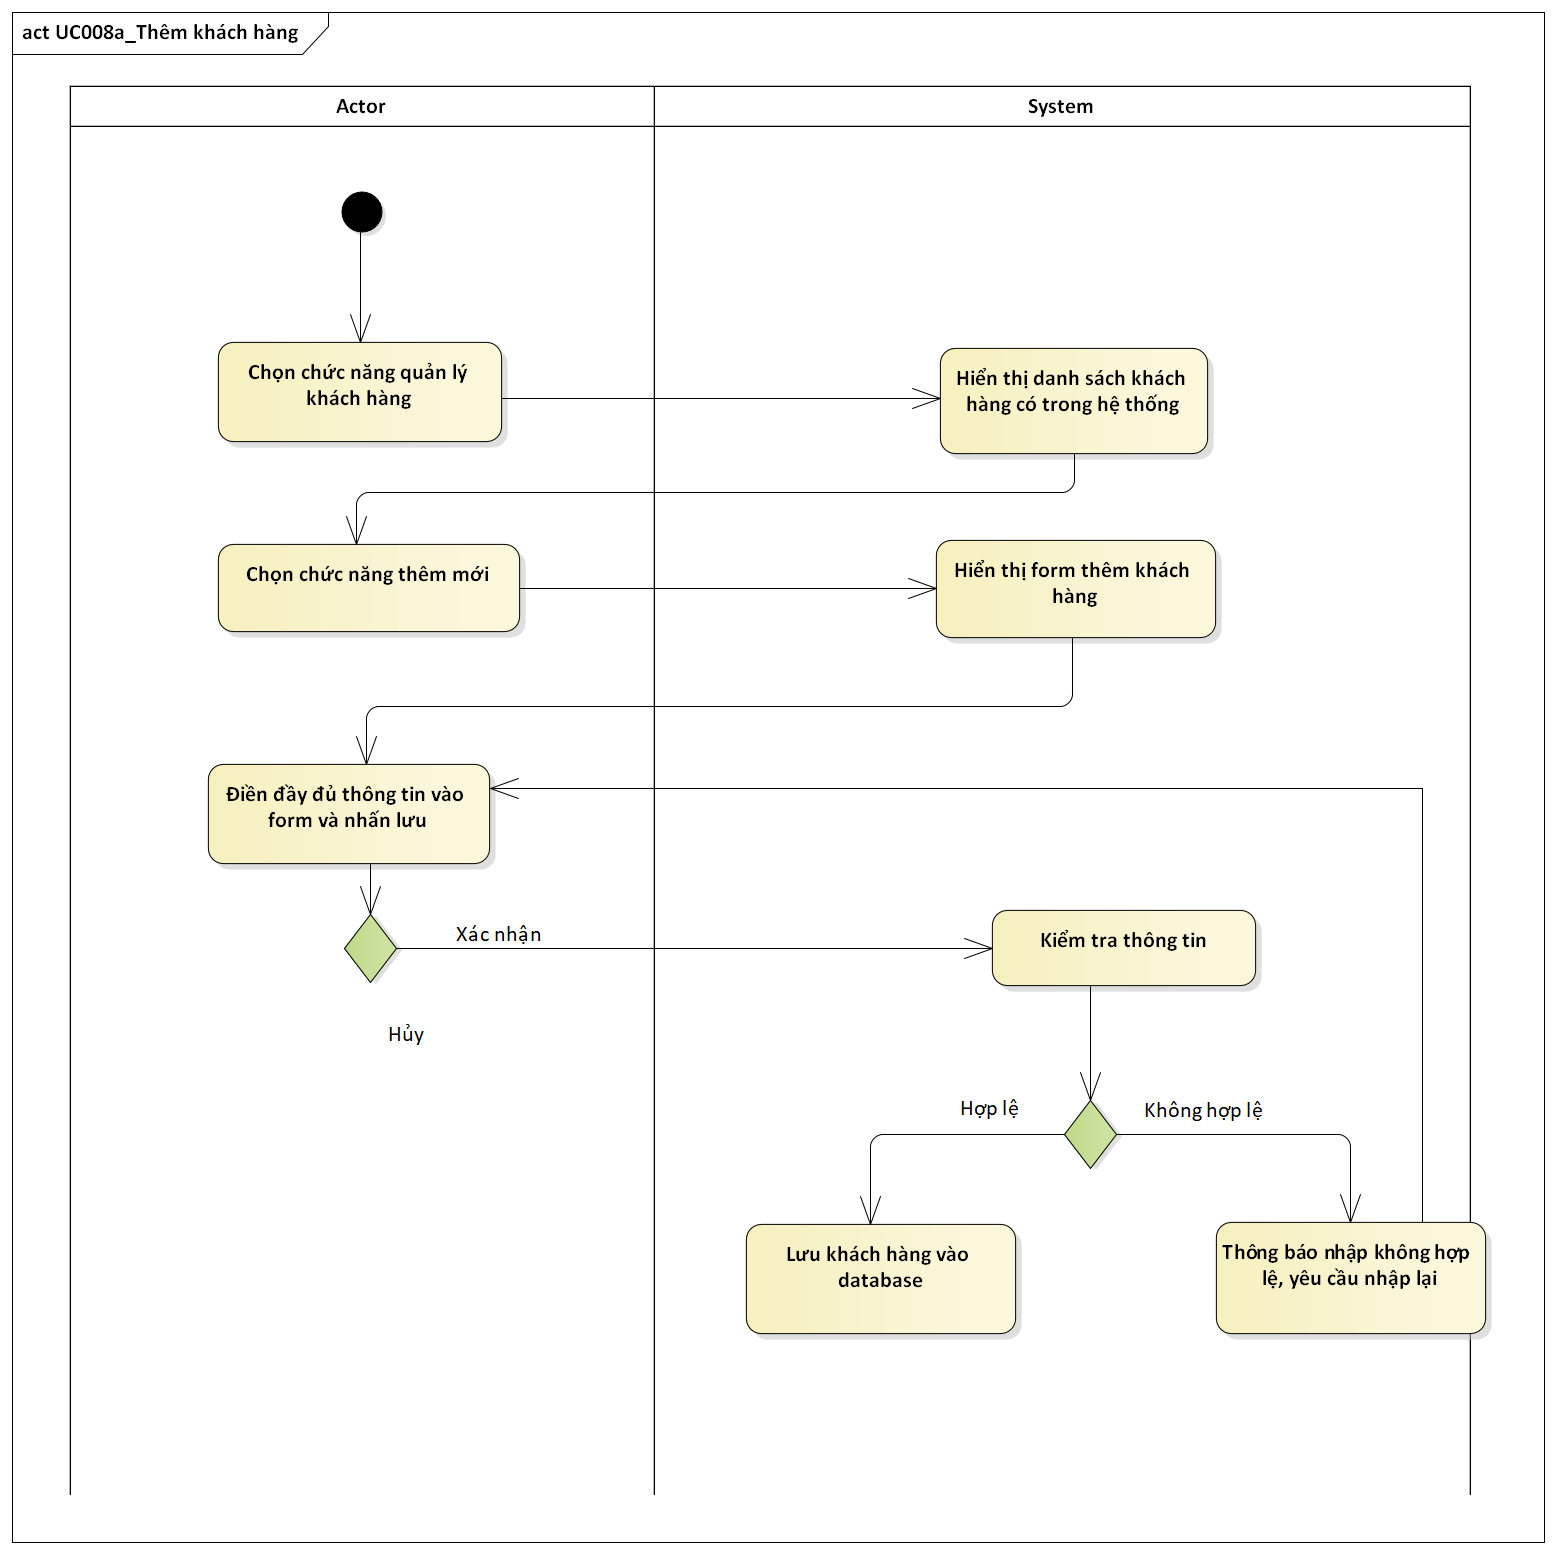 act UC008a_Thêm khách hàng
Actor
System
Chọn chức năng quản lý
khách hàng
Hiển thị danh sách khách
hàng có trong hệ thống
Chọn chức năng thêm mới
Hiển thị form thêm khách
hàng
Điền đầy đủ thông tin vào
form và nhấn lưu
Xác nhận
Kiểm tra thông tin
Hủy
Hợp lệ
Không hợp lệ
Lưu khách hàng vào
database
Thông báo nhập không hợp
lệ, yêu cầu nhập lại